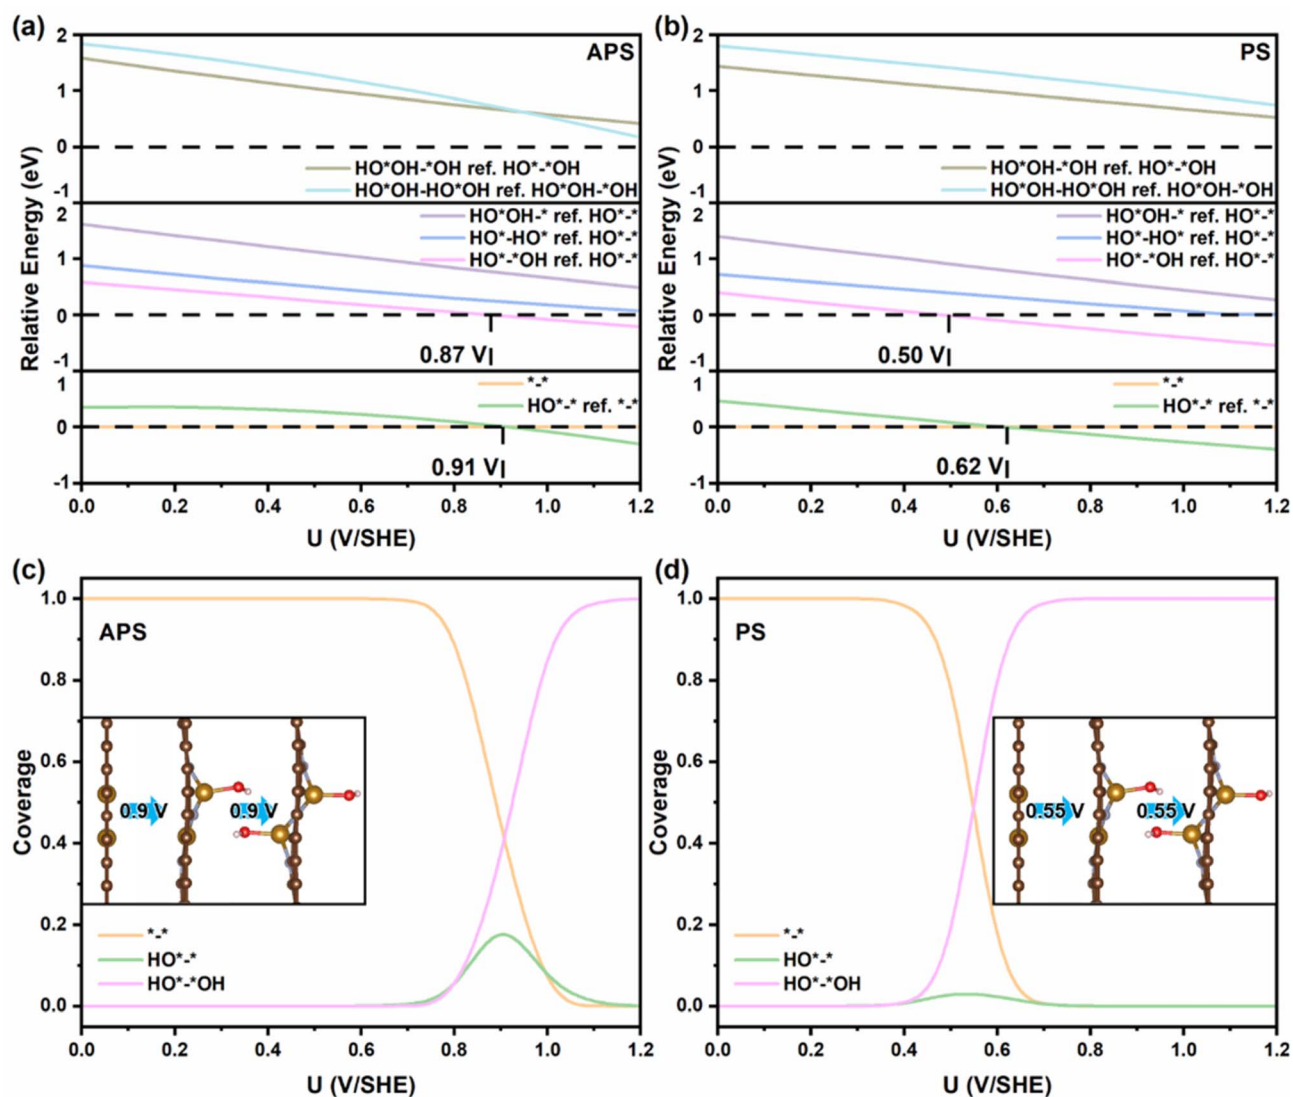 (a)
APS
2
1
0
-1
HO*OH-*OH ref. HO*-*OH
HO*OH-HO*OH ref. HO*OH-*OH
2
1
0
-1
HO*OH-* ref. HO*-*
HO*-HO* ref. HO*-*
HO*-*OH ref. HO*-*
0.87 V
1
0
-1
*-*
HO*-* ref. *-*
0.91 V
Relative Energy (eV)
0.0 0.2 0.4 0.6 0.8 1.0 1.2
U (V/SHE)
(b)
PS
2
1
0
-1
HO*OH-*OH ref. HO*-*OH
HO*OH-HO*OH ref. HO*OH-*OH
2
1
0
-1
HO*OH-* ref. HO*-*
HO*-HO* ref. HO*-*
HO*-*OH ref. HO*-*
0.50 V
1
0
-1
*-*
HO*-* ref. *-*
0.62 V
Relative Energy (eV)
0.0 0.2 0.4 0.6 0.8 1.0 1.2
U (V/SHE)
(c)
APS
1.0
0.8
0.6
0.4
0.2
0.0
Coverage
0.9 V
0.9 V
*-*
HO*-*
HO*-*OH
0.0 0.2 0.4 0.6 0.8 1.0 1.2
U (V/SHE)
(d)
PS
1.0
0.8
0.6
0.4
0.2
0.0
Coverage
0.55 V
0.55 V
*-*
HO*-*
HO*-*OH
0.0 0.2 0.4 0.6 0.8 1.0 1.2
U (V/SHE)